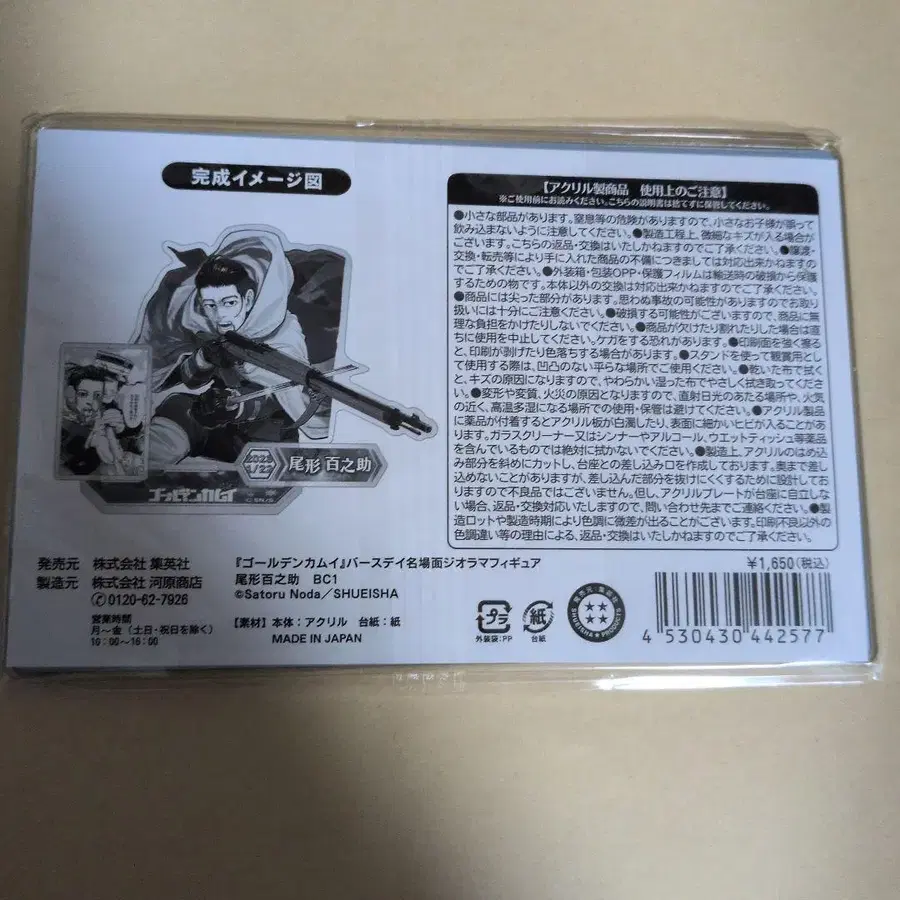 完成イメージ図
2025
1/22
尾形 百之助
ゴールデンカムイ
【アクリル製商品 使用上のご注意】
※ご使用前にお読みください。こちらの説明書は捨てずに保管してください。
●小さな部品があります。窒息等の危険がありますので、小さなお子様が誤って
飲み込まないように注意してください。●製造工程上、微細なキズが入る場合が
ございます。こちらの返品・交換はいたしかねますのでご了承ください。●譲渡・
交換・転売等により手に入れた商品の不備につきましては対応出来かねますの
でご了承ください。●外装箱・包装OPP・保護フィルムは輸送時の破損から保護
するための物です。本体以外の交換は対応出来かねますのでご了承ください。
●商品には尖った部分があります。思わぬ事故の可能性がありますのでお取り
扱いには十分にご注意ください。●破損する可能性がございますので、商品に無
理な負担をかけたりしないでください。●商品が欠けたり割れたりした場合は直
ちに使用を中止してください。ケガをする恐れがあります。●印刷面を強く擦る
と、印刷が剥げたり色落ちする場合があります。●スタンドを使って観賞用とし
て使用する際は、凹凸のない平らな場所でご使用ください。●乾いた布で拭く
と、キズの原因になりますので、やわらかい湿った布でやさしく拭き取ってくださ
い。●変形や変質、火災の原因となりますので、直射日光のあたる場所や、火気
の近く、高温多湿になる場所での使用・保管は避けてください。●アクリル製品
に薬品が付着するとアクリル板が白濁したり、表面に細かいヒビが入ることがあ
ります。ガラスクリーナー又はシンナーやアルコール、ウエットティッシュ等薬品
を含んでいるものでは絶対に拭かないでください。●製造上、アクリルのはめ込
み部分を斜めにカットし、台座との差し込み口を作成しております。奥まで差し
込めないことがありますが、差し込んだ部分を抜けにくくするために設計してお
りますので不良品ではございません。但し、アクリルプレートが台座に自立しな
い場合、返品・交換対応いたしますので、問い合わせ先までご連絡ください。●製
造ロットや製造時期により色調に微差が出ることがございます。印刷不良以外の
色調違い等の理由による、返品・交換はいたしかねますのでご了承ください。
発売元 株式会社 集英社
製造元 株式会社 河原商店
0120-62-7926
営業時間
月～金(土日・祝日を除く)
10:00～16:00
『ゴールデンカムイ』バースデイ名場面ジオラマフィギュア
尾形百之助 BC1
©Satoru Noda／SHUEISHA
【素材】本体：アクリル 台紙：紙
MADE IN JAPAN
¥1,650(税込)
プラ
外装袋:PP
紙
台紙
4 530430 442577